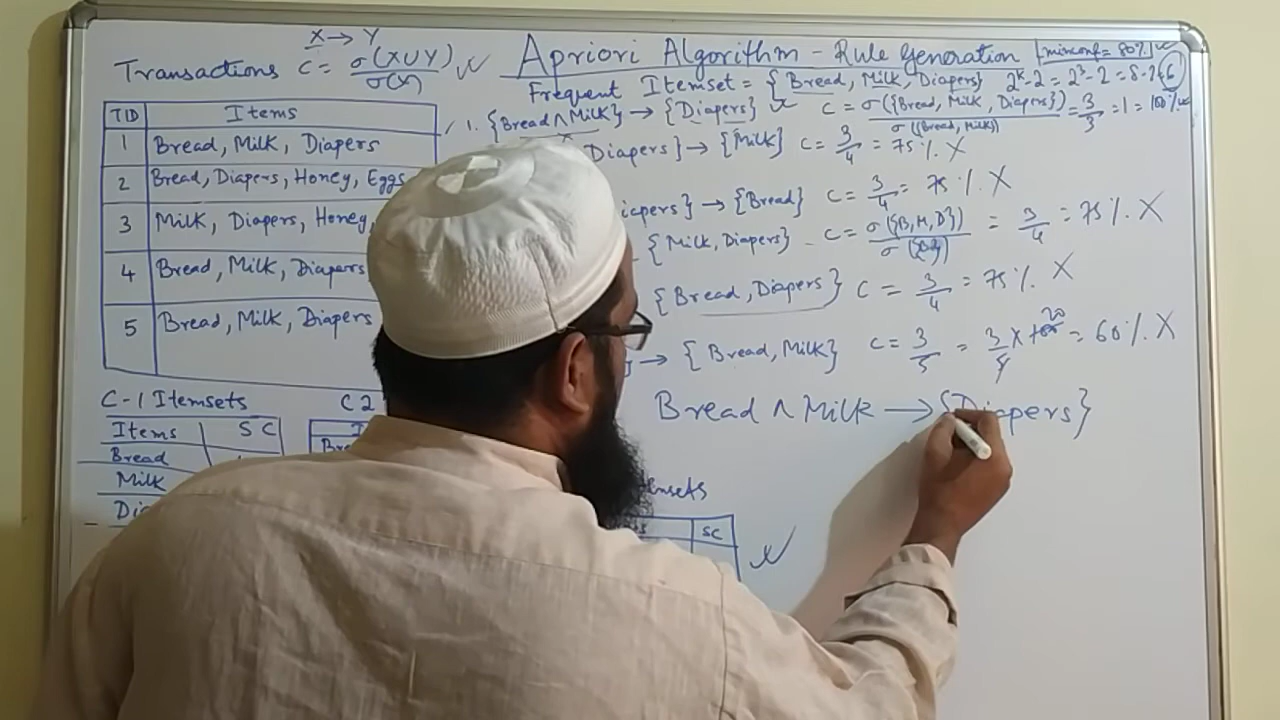 X → Y
Transactions C = σ(X∪Y) / σ(X)
Apriori Algorithm - Rule Generation minconf = 80%
Frequent Itemset = {Bread, Milk, Diapers} 2^k-2 = 2^3-2 = 8-2 = 6
TID Items
1 Bread, Milk, Diapers
2 Bread, Diapers, Honey, Eggs
3 Milk, Diapers, Honey,
4 Bread, Milk, Diapers
5 Bread, Milk, Diapers
1. {Bread ∧ Milk} → {Diapers} C = σ({Bread, Milk, Diapers}) / σ({Bread, Milk}) = 3/3 = 1 = 100%
Diapers} → {Milk} C = 3/4 = 75%. X
iapers} → {Bread} C = 3/4 = 75%. X
{Milk, Diapers} C = σ({B, M, D}) / σ({B}) = 3/4 = 75%. X
{Bread, Diapers} C = 3/4 = 75%. X
→ {Bread, Milk} C = 3/5 = 3/5 X 100 20 = 60%. X
Bread ∧ Milk → {Diapers}
C-1 Itemsets
Items SC
Bread
Milk
Di
C2
Bre
emsets
SC